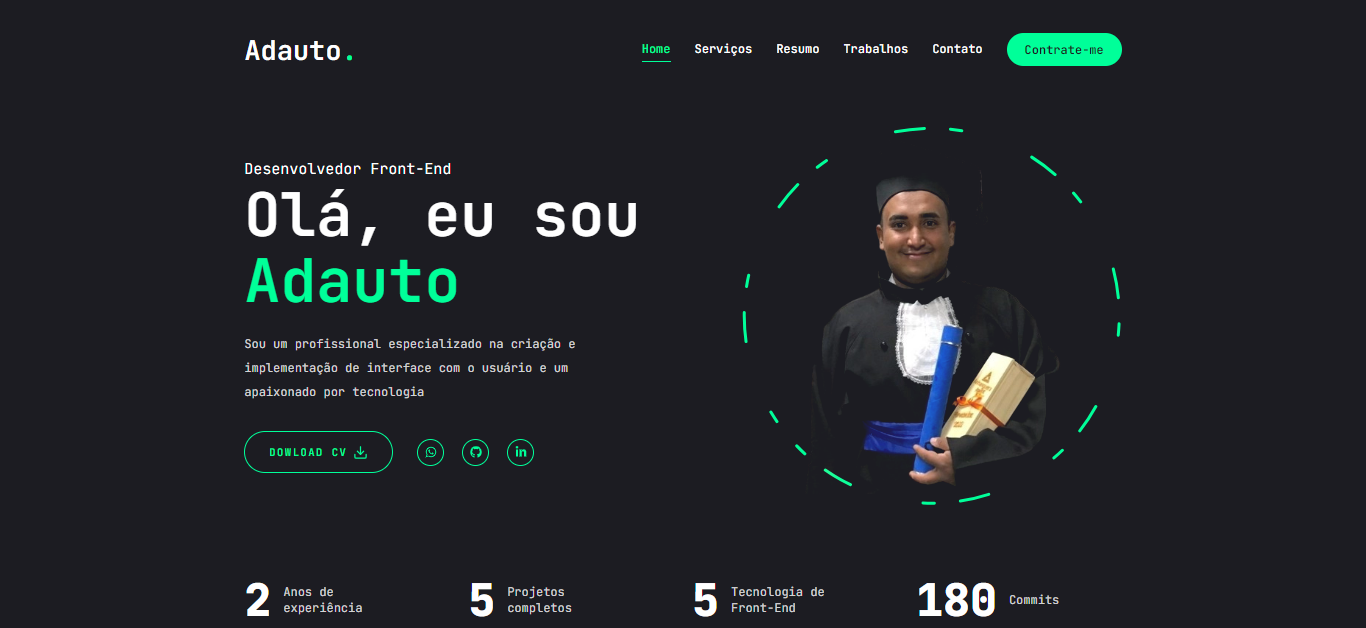 Adauto.
Home Serviços Resumo Trabalhos Contato Contrate-me
Desenvolvedor Front-End
Olá, eu sou
Adauto
Sou um profissional especializado na criação e
implementação de interface com o usuário e um
apaixonado por tecnologia
DOWLOAD CV
in
2 Anos de
experiência
5 Projetos
completos
5 Tecnologia de
Front-End
180 Commits